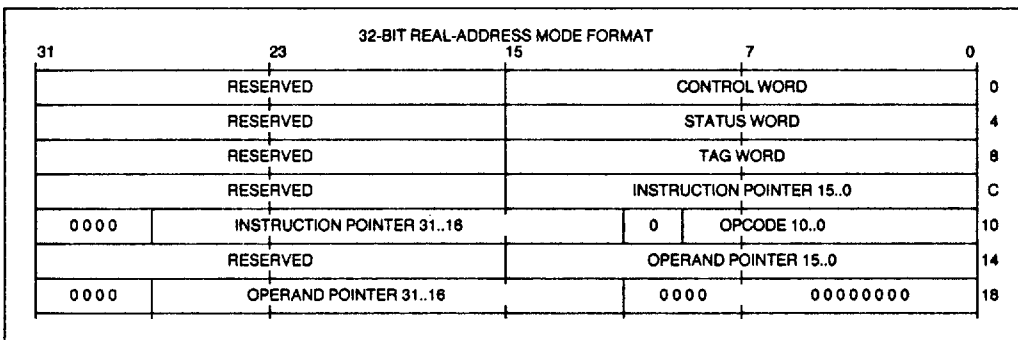 32-BIT REAL-ADDRESS MODE FORMAT
31 23 15 7 0
RESERVED CONTROL WORD 0
RESERVED STATUS WORD 4
RESERVED TAG WORD 8
RESERVED INSTRUCTION POINTER 15..0 C
0000 INSTRUCTION POINTER 31..16 0 OPCODE 10..0 10
RESERVED OPERAND POINTER 15..0 14
0000 OPERAND POINTER 31..16 0000 00000000 18